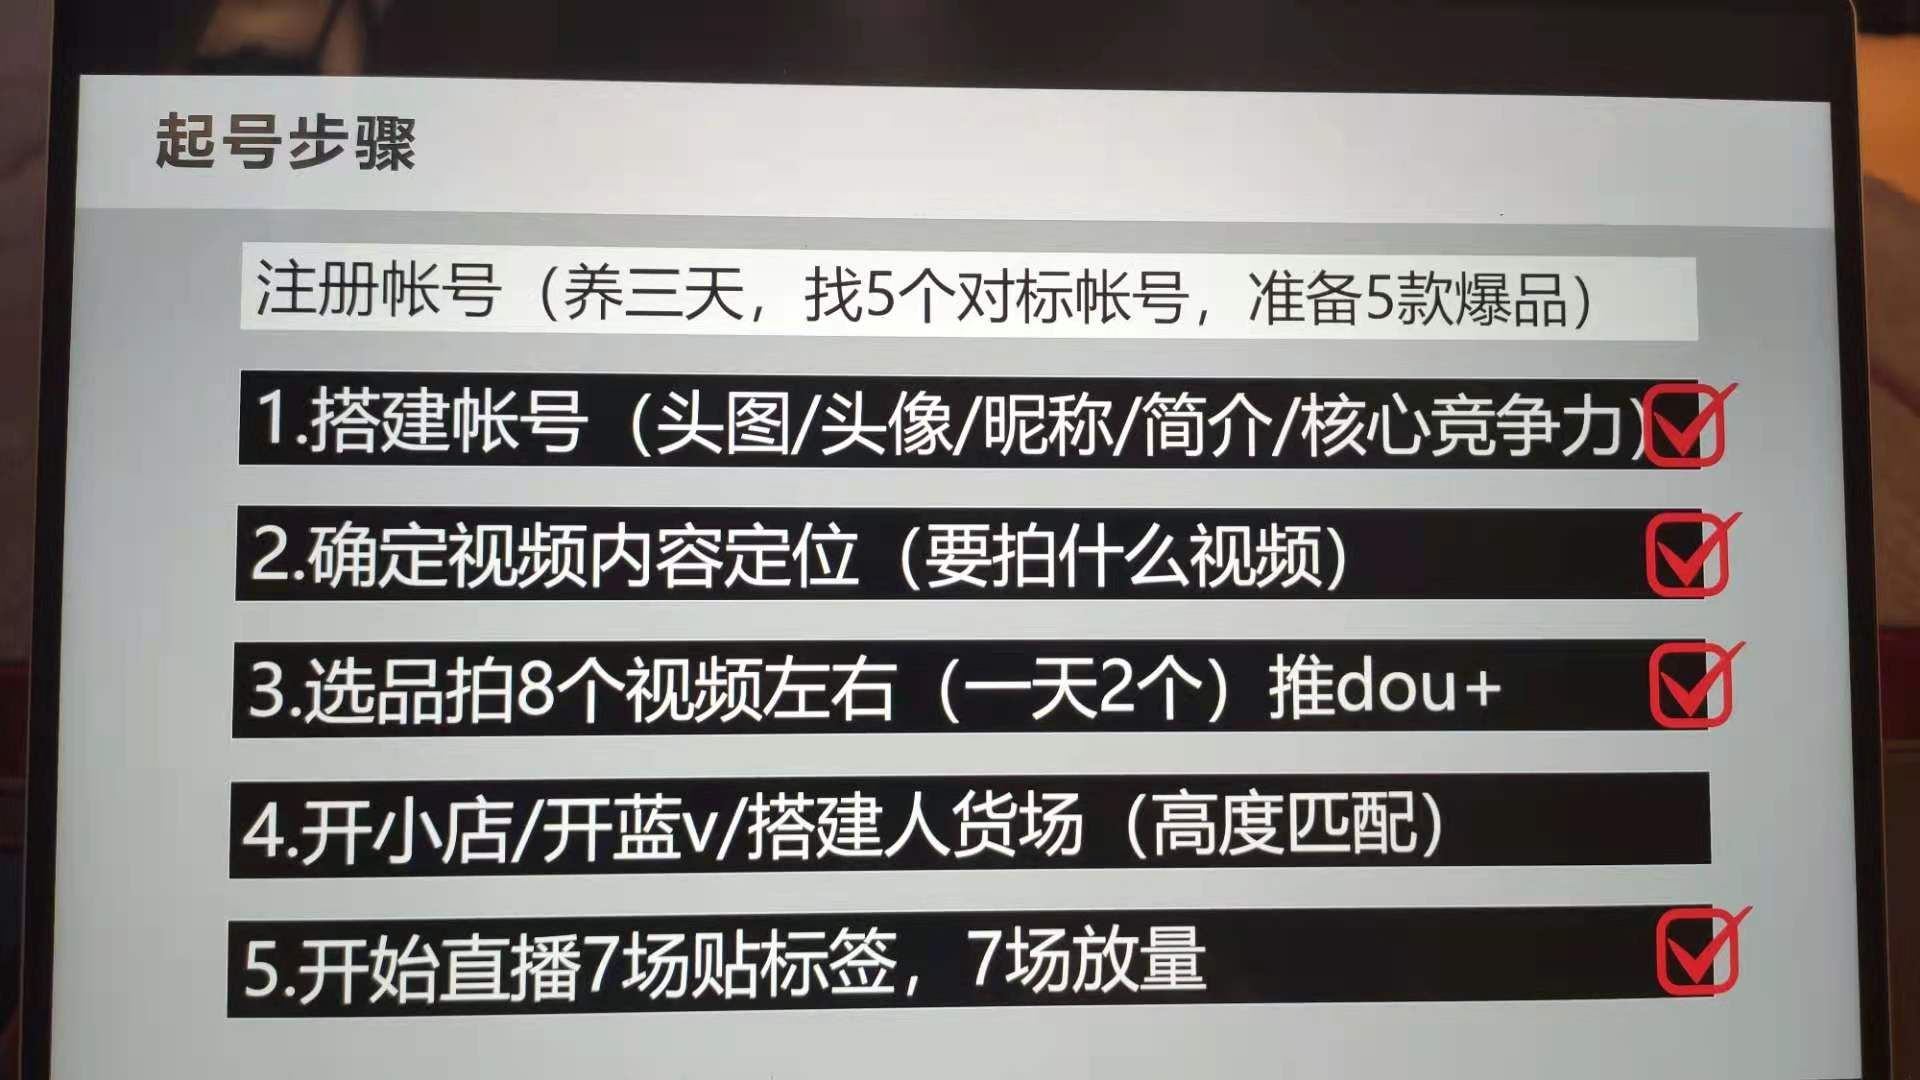 起号步骤
注册帐号（养三天，找5个对标帐号，准备5款爆品）
1.搭建帐号（头图/头像/昵称/简介/核心竞争力）
2.确定视频内容定位（要拍什么视频）
3.选品拍8个视频左右（一天2个）推dou+
4.开小店/开蓝v/搭建人货场（高度匹配）
5.开始直播7场贴标签，7场放量